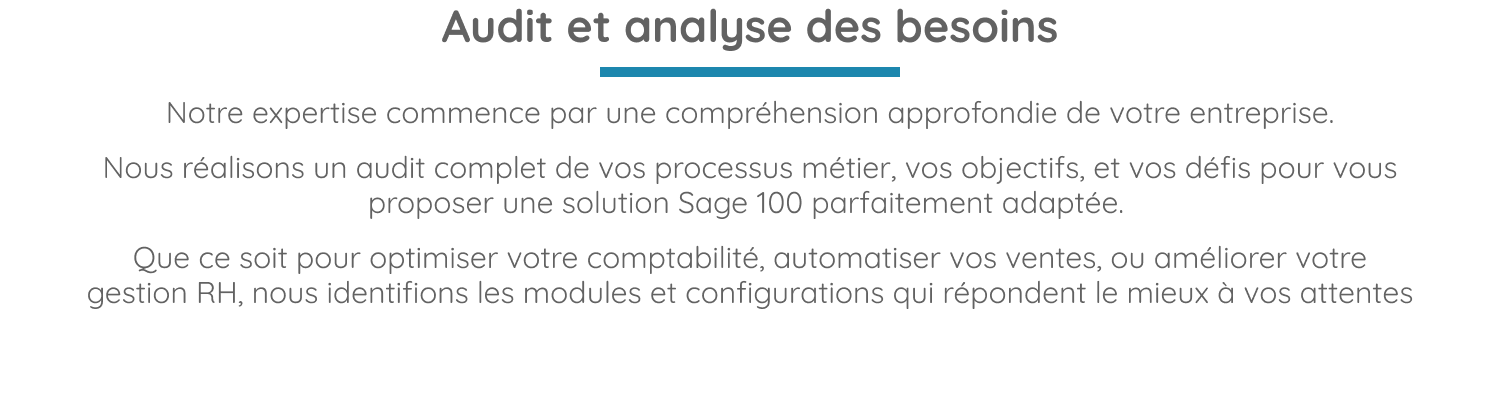 Audit et analyse des besoins
Notre expertise commence par une compréhension approfondie de votre entreprise.
Nous réalisons un audit complet de vos processus métier, vos objectifs, et vos défis pour vous
proposer une solution Sage 100 parfaitement adaptée.
Que ce soit pour optimiser votre comptabilité, automatiser vos ventes, ou améliorer votre
gestion RH, nous identifions les modules et configurations qui répondent le mieux à vos attentes